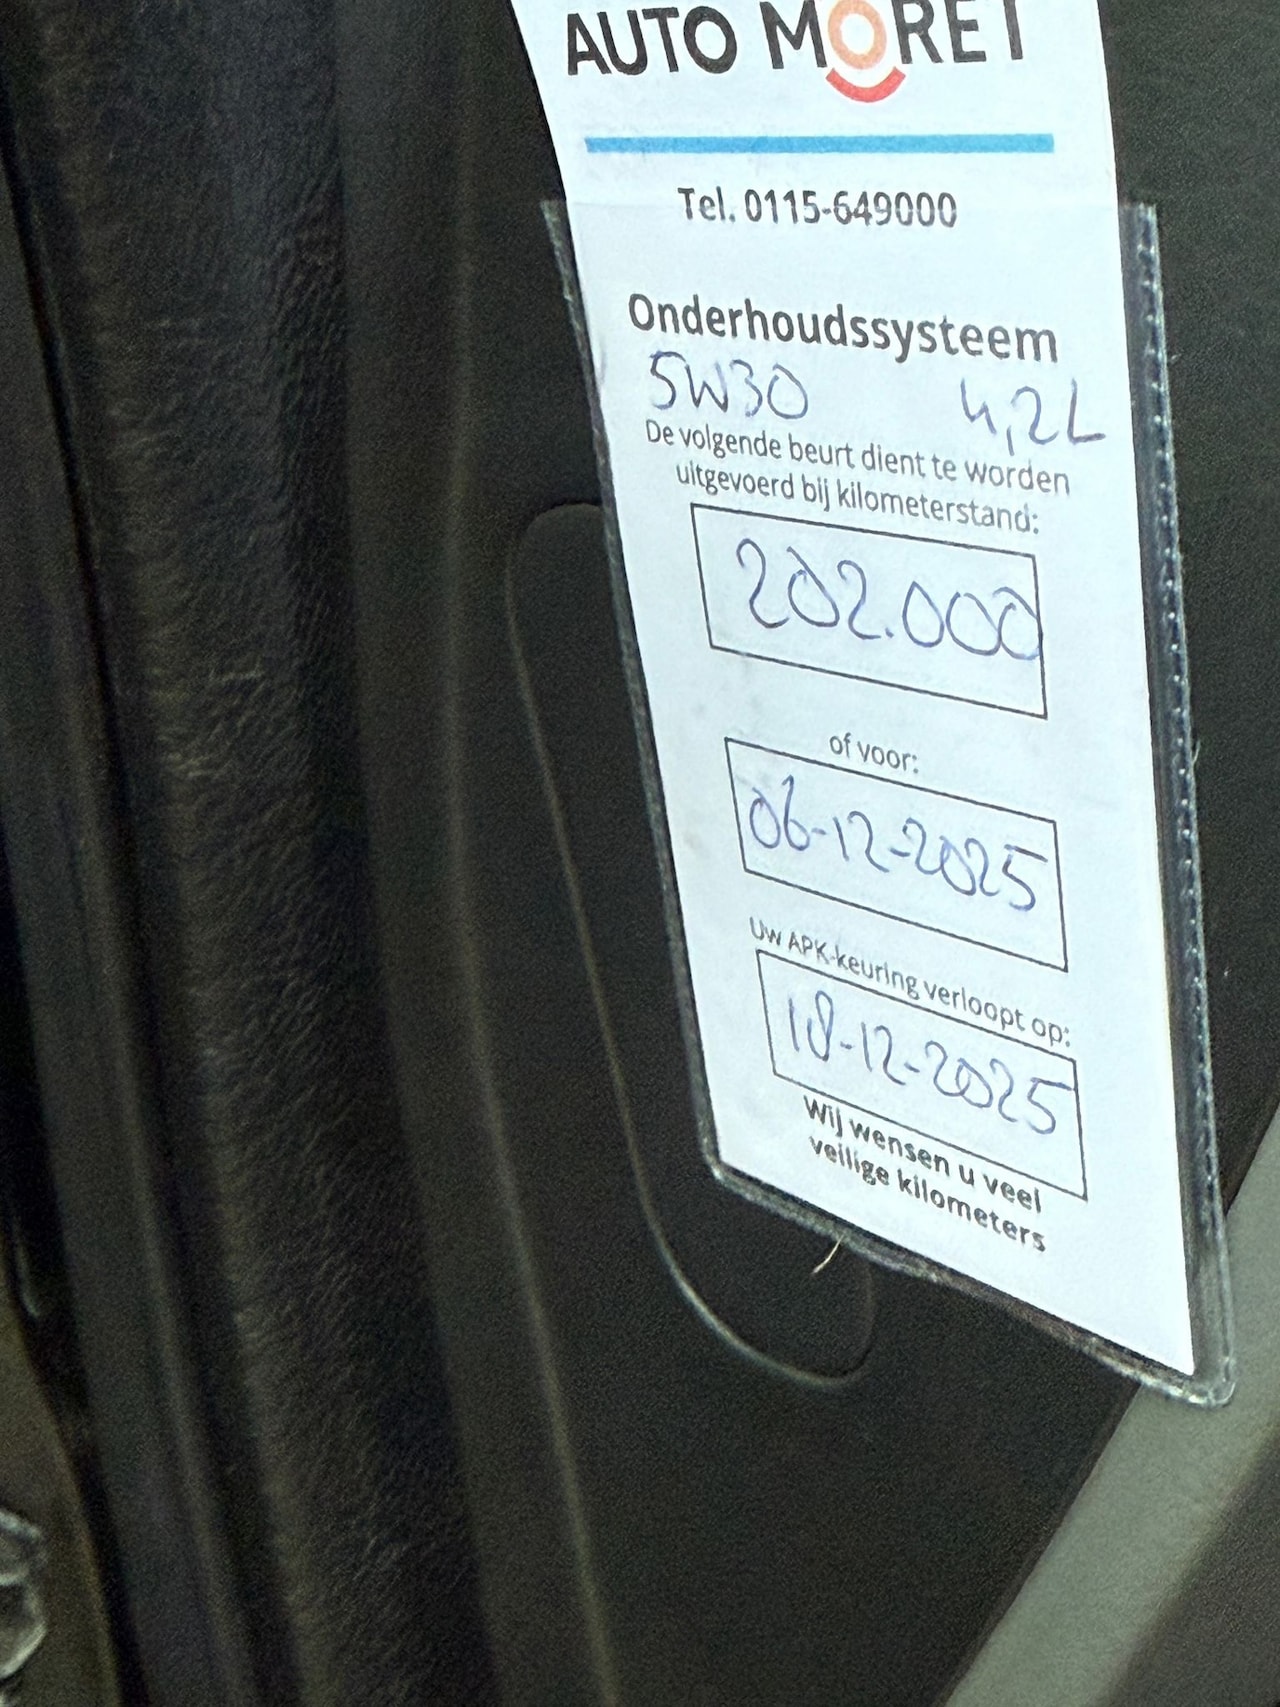 AUTO MORET
Tel. 0115-649000
Onderhoudssysteem
5W30 4,2L
De volgende beurt dient te worden
uitgevoerd bij kilometerstand:
202.000
of voor:
06-12-2025
Uw APK-keuring verloopt op:
18-12-2025
Wij wensen u veel
veilige kilometers